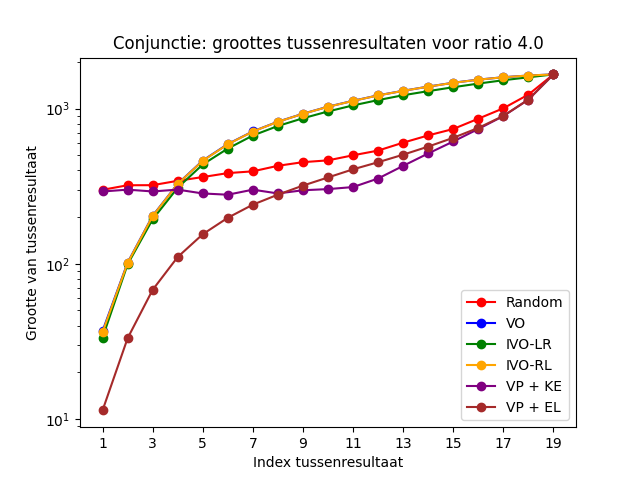 Conjunctie: groottes tussenresultaten voor ratio 4.0
Grootte van tussenresultaat
10³
10²
10¹
Random
VO
IVO-LR
IVO-RL
VP + KE
VP + EL
1 3 5 7 9 11 13 15 17 19
Index tussenresultaat